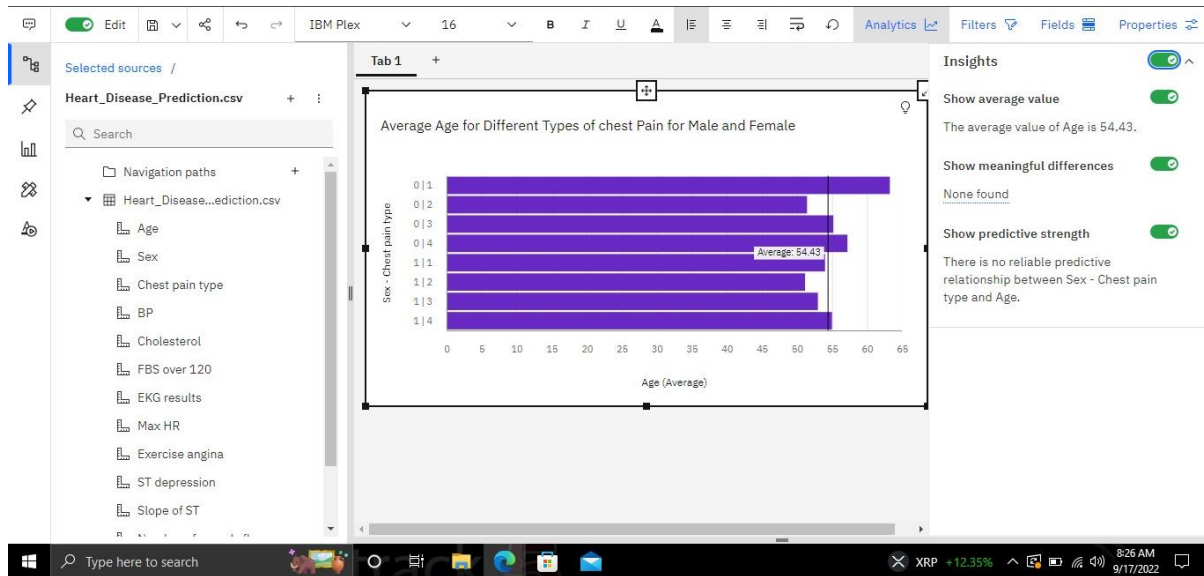 Edit
IBM Plex
16
B I U A
Analytics
Filters
Fields
Properties
Selected sources /
Heart_Disease_Prediction.csv
Search
Navigation paths
Heart_Disease...ediction.csv
Age
Sex
Chest pain type
BP
Cholesterol
FBS over 120
EKG results
Max HR
Exercise angina
ST depression
Slope of ST
Tab 1 +
Average Age for Different Types of chest Pain for Male and Female
Sex - Chest pain type
0|1
0|2
0|3
0|4
1|1
1|2
1|3
1|4
Average: 54.43
0 5 10 15 20 25 30 35 40 45 50 55 60 65
Age (Average)
Insights
Show average value
The average value of Age is 54.43.
Show meaningful differences
None found
Show predictive strength
There is no reliable predictive
relationship between Sex - Chest pain
type and Age.
Type here to search
XRP +12.35%
8:26 AM
9/17/2022